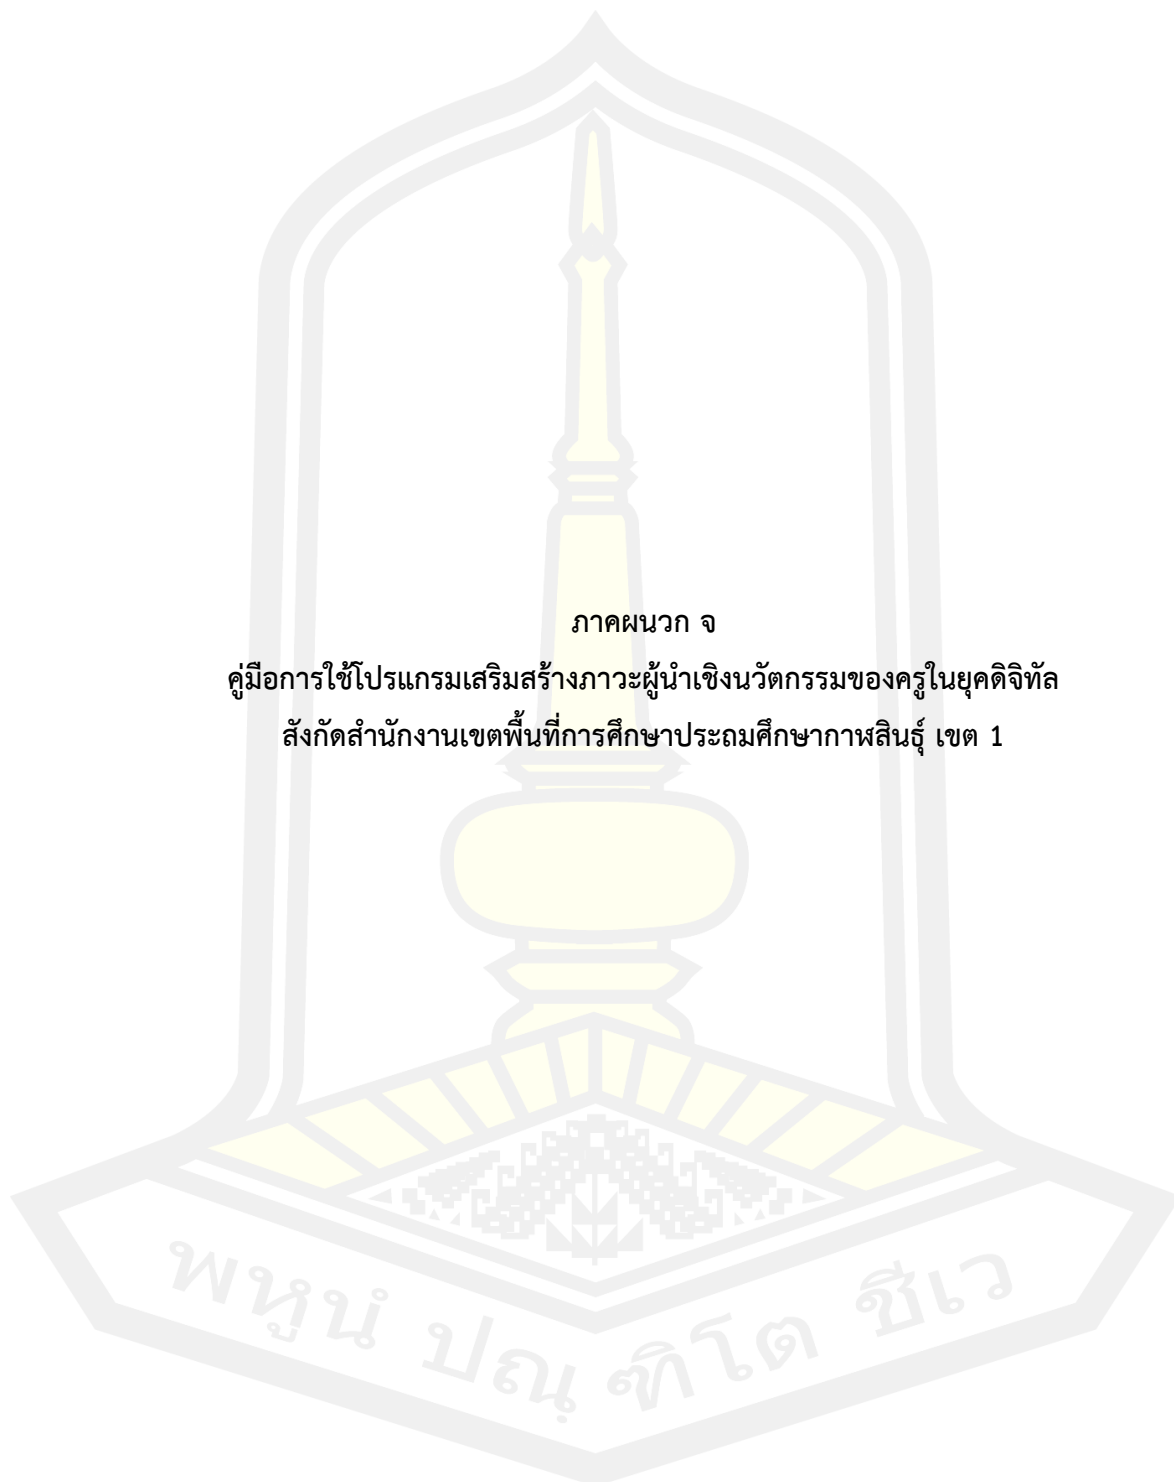 ภาคผนวก จ
คู่มือการใช้โปรแกรมเสริมสร้างภาวะผู้นำเชิงนวัตกรรมของครูในยุคดิจิทัล
สังกัดสำนักงานเขตพื้นที่การศึกษาประถมศึกษากาฬสินธุ์ เขต 1
พหูนํ ปณฺฑิโต ชีเว